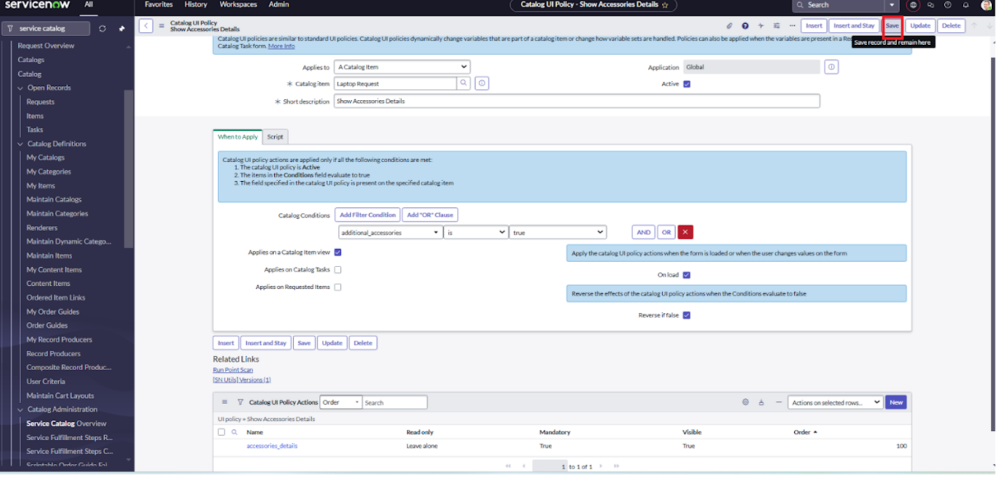 servicenow All Favorites History Workspaces Admin Catalog UI Policy - Show Accessories Details Search
service catalog
Catalog UI Policy
Show Accessories Details
Insert Insert and Stay Save Update Delete
Save record and remain here
Request Overview
Catalogs
Catalog
Open Records
Requests
Items
Tasks
Catalog Definitions
My Catalogs
My Categories
My Items
Maintain Catalogs
Maintain Categories
Renderers
Maintain Dynamic Catego...
Maintain Items
My Content Items
Content Items
Ordered Item Links
My Order Guides
Order Guides
My Record Producers
Record Producers
Composite Record Produc...
User Criteria
Maintain Cart Layouts
Catalog Administration
Service Catalog Overview
Service Fulfillment Steps R...
Service Fulfillment Steps C...
Scriptable Order Guide Fai
Catalog UI policies are similar to standard UI policies. Catalog UI policies dynamically change variables that are part of a catalog item or change how variable sets are handled. Policies can also be applied when the variables are present in a Re
Catalog Task form. More Info
Applies to A Catalog Item Application Global
* Catalog item Laptop Request Active
* Short description Show Accessories Details
When to Apply Script
Catalog UI policy actions are applied only if all the following conditions are met:
1. The catalog UI policy is Active
2. The items in the Conditions field evaluate to true
3. The field specified in the catalog UI policy is present on the specified catalog item
Catalog Conditions Add Filter Condition Add "OR" Clause
additional_accessories is true AND OR
Applies on a Catalog Item view Apply the catalog UI policy actions when the form is loaded or when the user changes values on the form
Applies on Catalog Tasks On load
Applies on Requested Items Reverse the effects of the catalog UI policy actions when the Conditions evaluate to false
Reverse if false
Insert Insert and Stay Save Update Delete
Related Links
Run Point Scan
[SN Utils] Versions (1)
Catalog UI Policy Actions Order Search Actions on selected rows... New
UI policy = Show Accessories Details
Name Read only Mandatory Visible Order
accessories_details Leave alone True True 100
1 to 1 of 1